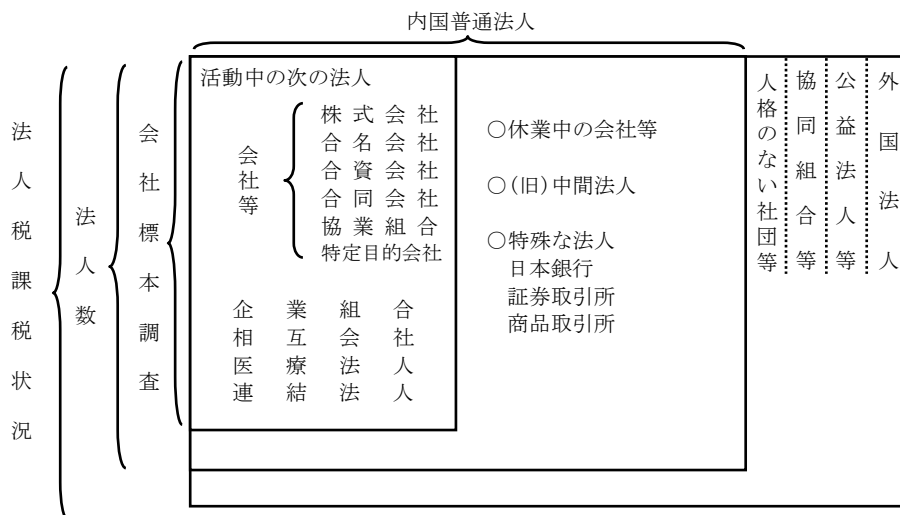 内国普通法人
法人税課税状況
法人数
会社標本調査
活動中の次の法人
会社等
株式会社
合名会社
合資会社
合同会社
協業組合
特定目的会社
企業組合
相互会社
医療法人
連結法人
○休業中の会社等
○(旧)中間法人
○特殊な法人
日本銀行
証券取引所
商品取引所
人格のない社団等
協同組合等
公益法人等
外国法人